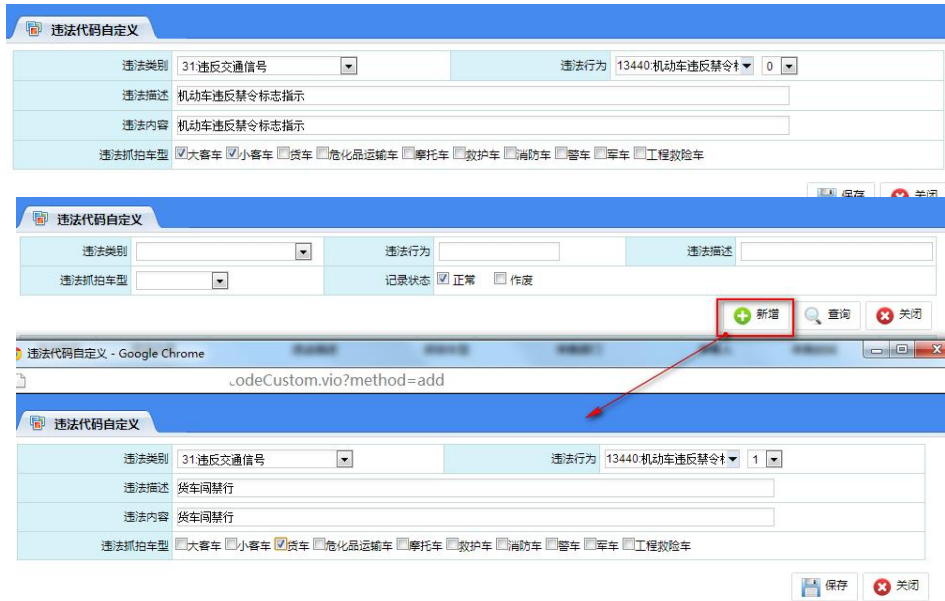 违法代码自定义
违法类别 31:违反交通信号 违法行为 13440:机动车违反禁令 0
违法描述 机动车违反禁令标志指示
违法内容 机动车违反禁令标志指示
违法抓拍车型 大客车 小客车 货车 危化品运输车 摩托车 救护车 消防车 警车 军车 工程救险车
保存 关闭
违法代码自定义
违法类别 违法行为 违法描述
违法抓拍车型 记录状态 正常 作废
新增 查询 关闭
违法代码自定义 - Google Chrome
codeCustom.vio?method=add
违法代码自定义
违法类别 31:违反交通信号 违法行为 13440:机动车违反禁令 1
违法描述 货车闯禁行
违法内容 货车闯禁行
违法抓拍车型 大客车 小客车 货车 危化品运输车 摩托车 救护车 消防车 警车 军车 工程救险车
保存 关闭